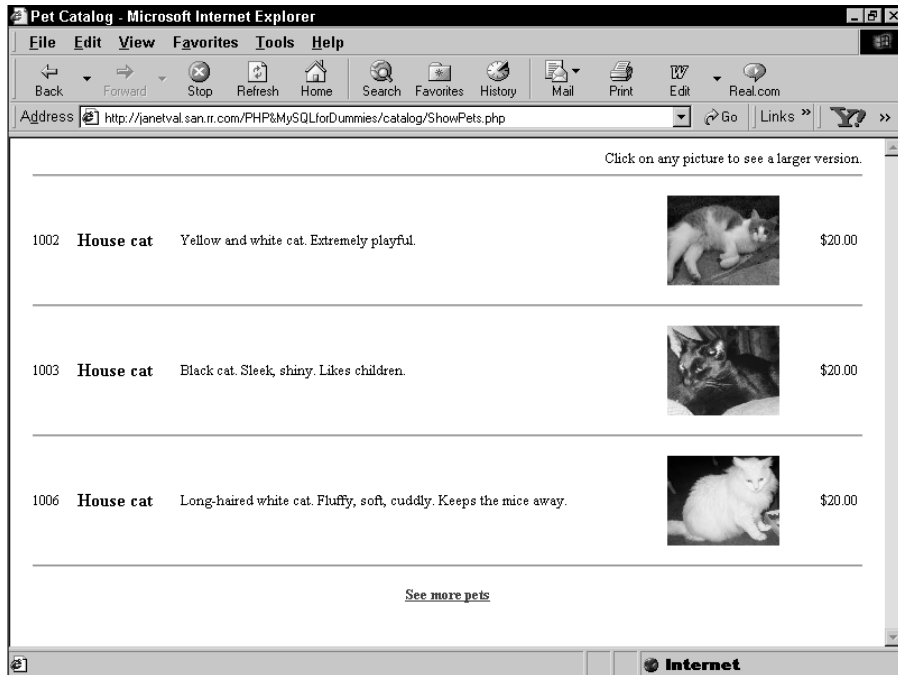 Pet Catalog - Microsoft Internet Explorer
File Edit View Favorites Tools Help
Back Forward Stop Refresh Home Search Favorites History Mail Print Edit Real.com
Address http://janetval.san.rr.com/PHP&MySQLforDummies/catalog/ShowPets.php Go Links »
Click on any picture to see a larger version.
1002 House cat Yellow and white cat. Extremely playful. $20.00
1003 House cat Black cat. Sleek, shiny. Likes children. $20.00
1006 House cat Long-haired white cat. Fluffy, soft, cuddly. Keeps the mice away. $20.00
See more pets
Internet